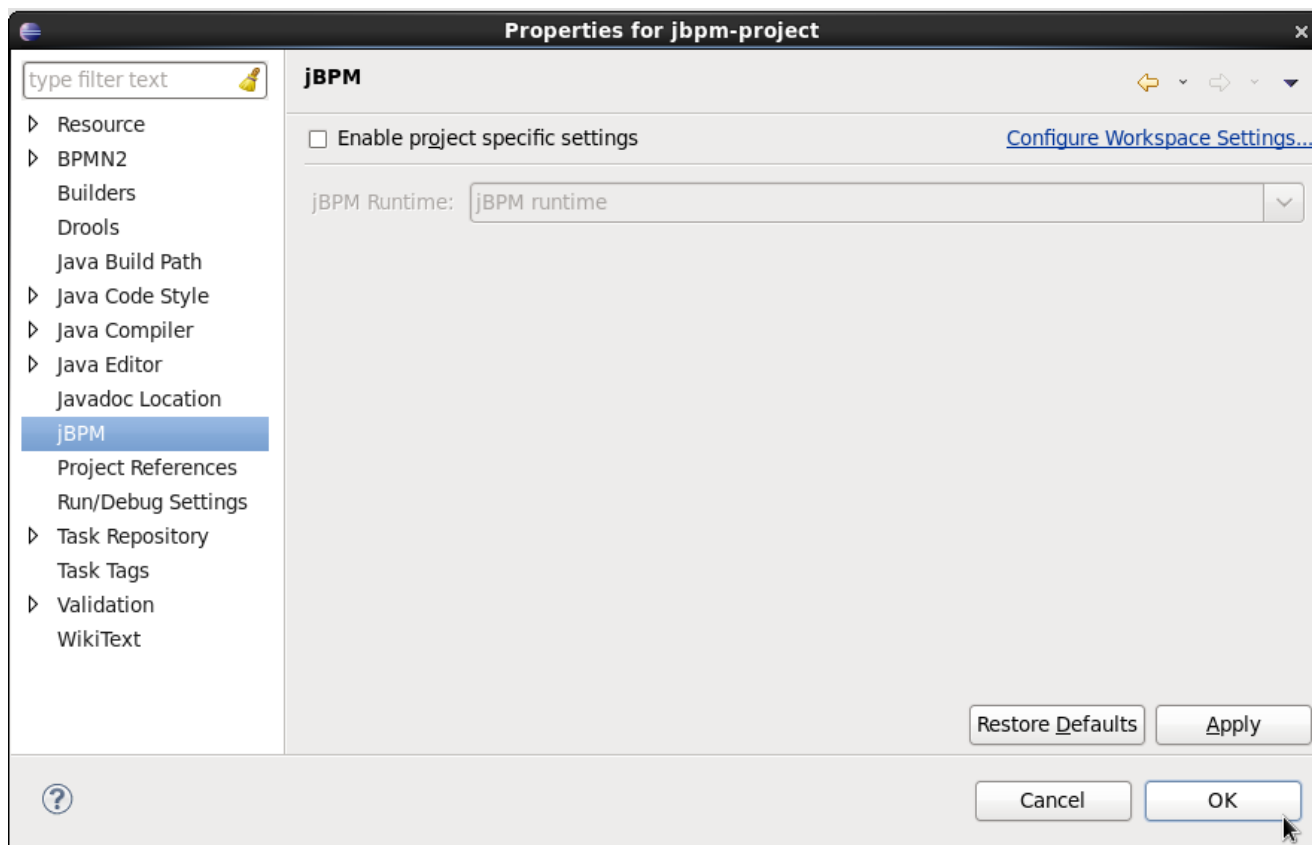 Properties for jbpm-project
type filter text
Resource
BPMN2
Builders
Drools
Java Build Path
Java Code Style
Java Compiler
Java Editor
Javadoc Location
jBPM
Project References
Run/Debug Settings
Task Repository
Task Tags
Validation
WikiText
jBPM
Enable project specific settings
Configure Workspace Settings...
jBPM Runtime:
jBPM runtime
Restore Defaults
Apply
?
Cancel
OK